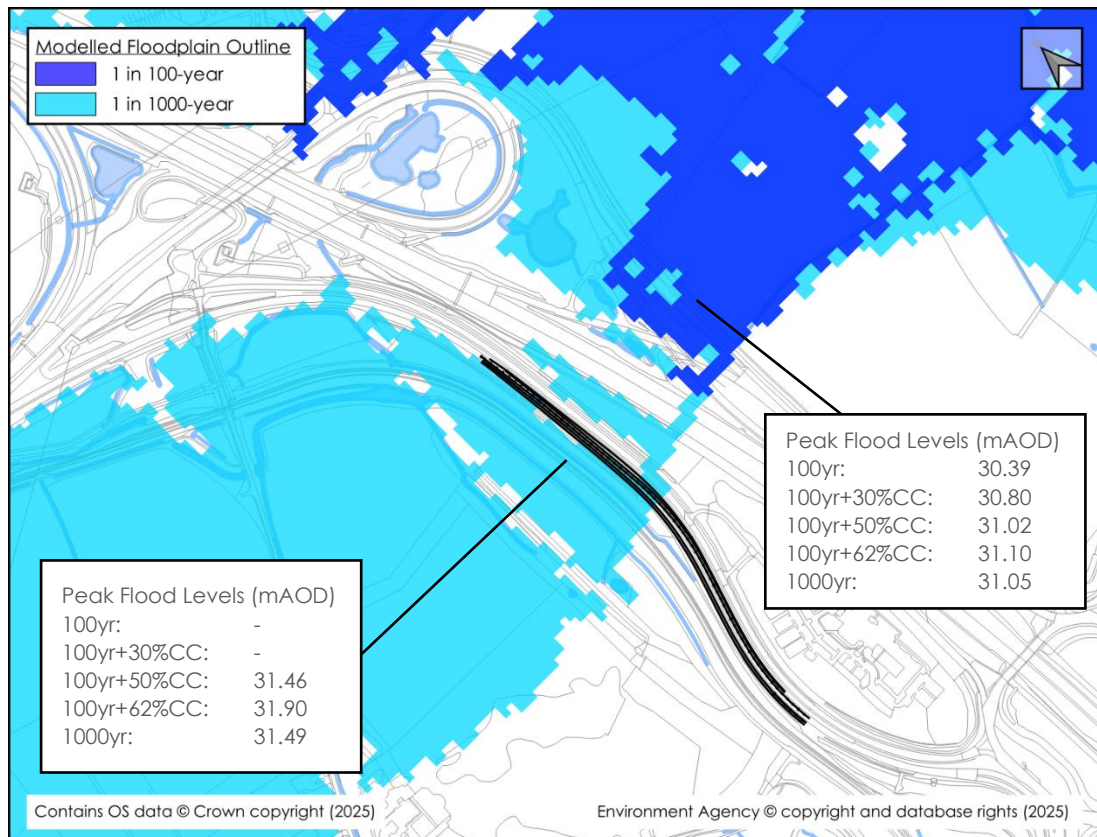 Modelled Floodplain Outline
1 in 100-year
1 in 1000-year
Peak Flood Levels (mAOD)
100yr: 30.39
100yr+30%CC: 30.80
100yr+50%CC: 31.02
100yr+62%CC: 31.10
1000yr: 31.05
Peak Flood Levels (mAOD)
100yr: -
100yr+30%CC: -
100yr+50%CC: 31.46
100yr+62%CC: 31.90
1000yr: 31.49
Contains OS data © Crown copyright (2025)
Environment Agency © copyright and database rights (2025)